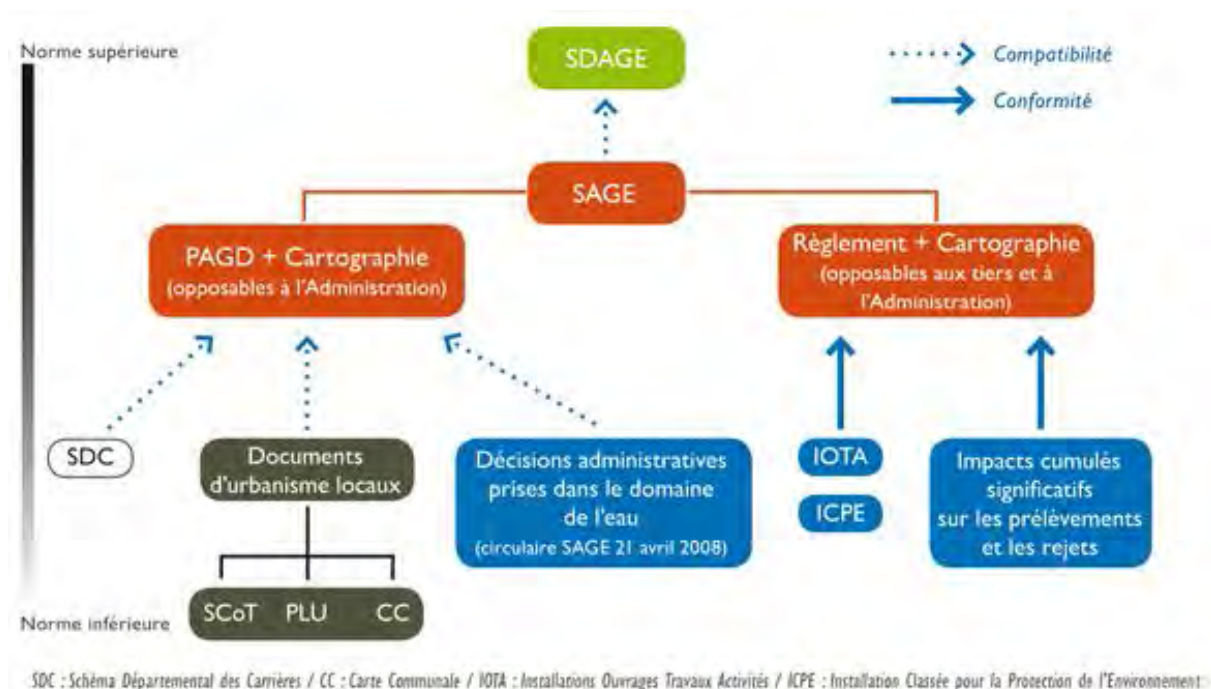 Norme supérieure
SDAGE
Compatibilité
Conformité
SAGE
PAGD + Cartographie
(opposables à l'Administration)
Règlement + Cartographie
(opposables aux tiers et à
l'Administration)
SDC
Documents
d'urbanisme locaux
Décisions administratives
prises dans le domaine
de l'eau
(circulaire SAGE 21 avril 2008)
IOTA
ICPE
Impacts cumulés
significatifs
sur les prélèvements
et les rejets
SCoT PLU CC
Norme inférieure
SDC : Schéma Départemental des Carrières / CC : Carte Communale / IOTA : Installations Ouvrages Travaux Activités / ICPE : Installation Classée pour la Protection de l'Environnement